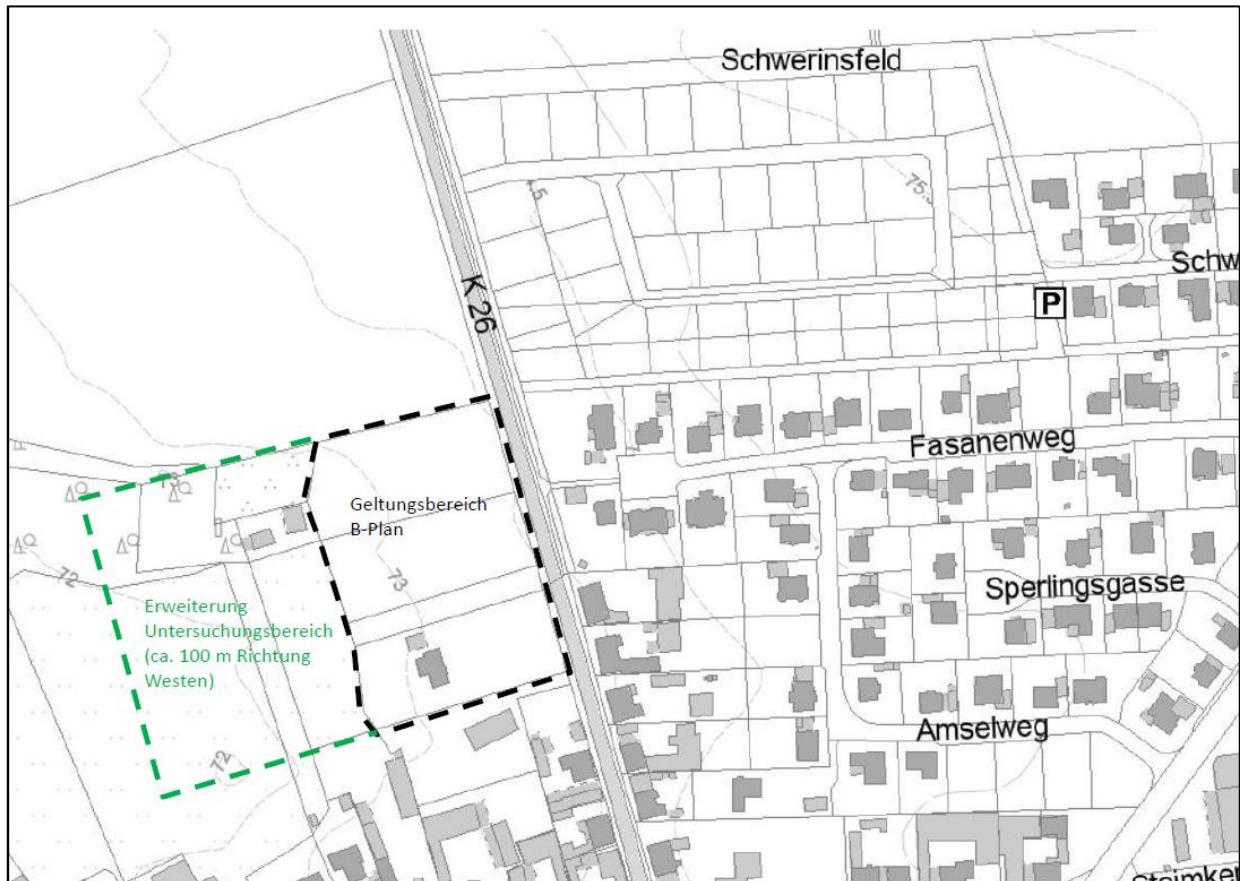 Schwerinsfeld
75.
K 26
Schw
P
Fasanenweg
Geltungsbereich
B-Plan
73
72
Sperlingsgasse
Erweiterung
Untersuchungsbereich
(ca. 100 m Richtung
Westen)
Amselweg
72